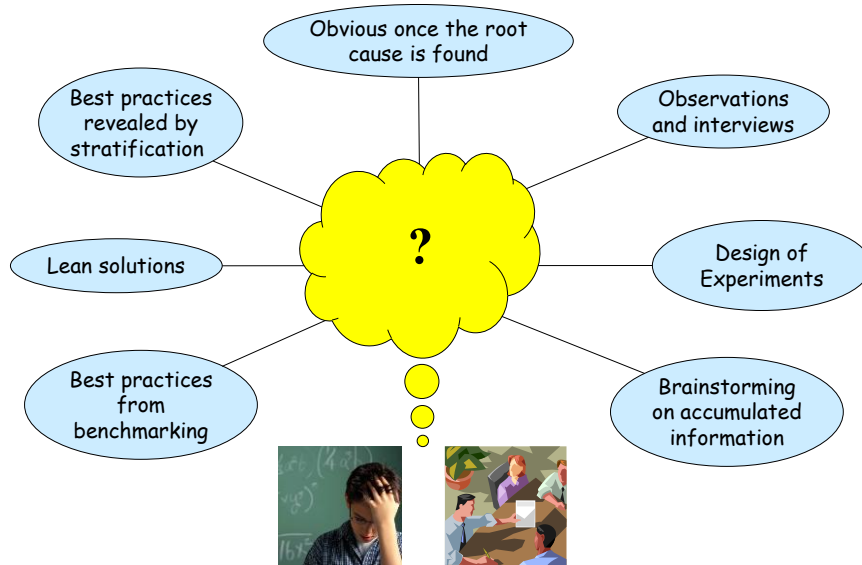 Obvious once the root
cause is found
Best practices
revealed by
stratification
Observations
and interviews
?
Lean solutions
Design of
Experiments
Best practices
from
benchmarking
Brainstorming
on accumulated
information